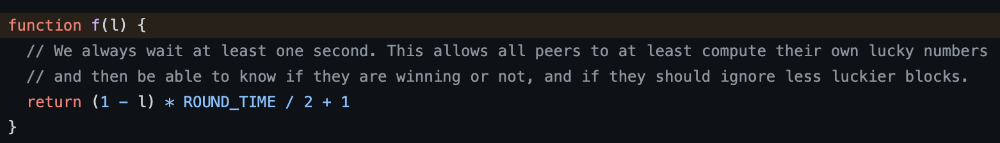 function f(l) {
// We always wait at least one second. This allows all peers to at least compute their own lucky numbers
// and then be able to know if they are winning or not, and if they should ignore less luckier blocks.
return (1 - l) * ROUND_TIME / 2 + 1
}